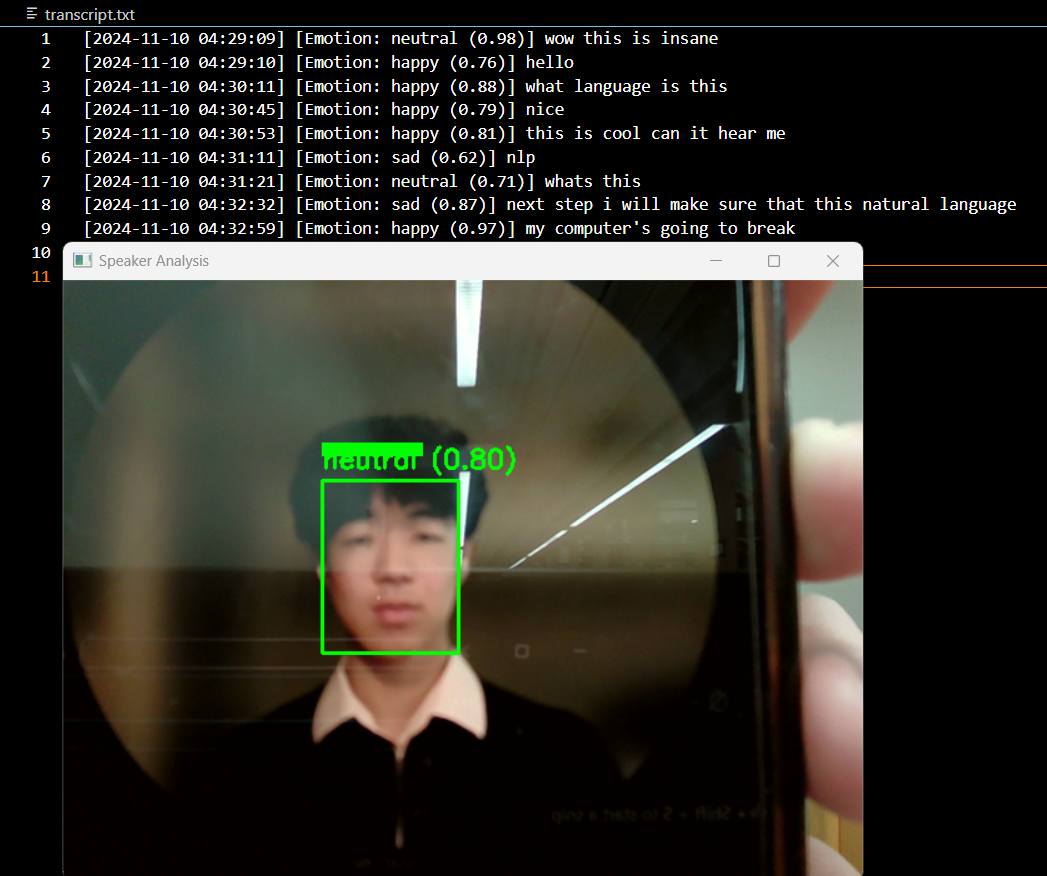 transcript.txt
1 [2024-11-10 04:29:09] [Emotion: neutral (0.98)] wow this is insane
2 [2024-11-10 04:29:10] [Emotion: happy (0.76)] hello
3 [2024-11-10 04:30:11] [Emotion: happy (0.88)] what language is this
4 [2024-11-10 04:30:45] [Emotion: happy (0.79)] nice
5 [2024-11-10 04:30:53] [Emotion: happy (0.81)] this is cool can it hear me
6 [2024-11-10 04:31:11] [Emotion: sad (0.62)] nlp
7 [2024-11-10 04:31:21] [Emotion: neutral (0.71)] whats this
8 [2024-11-10 04:32:32] [Emotion: sad (0.87)] next step i will make sure that this natural language
9 [2024-11-10 04:32:59] [Emotion: happy (0.97)] my computer's going to break
10
11
Speaker Analysis
neutral (0.80)
+ Shift + S to start a snip